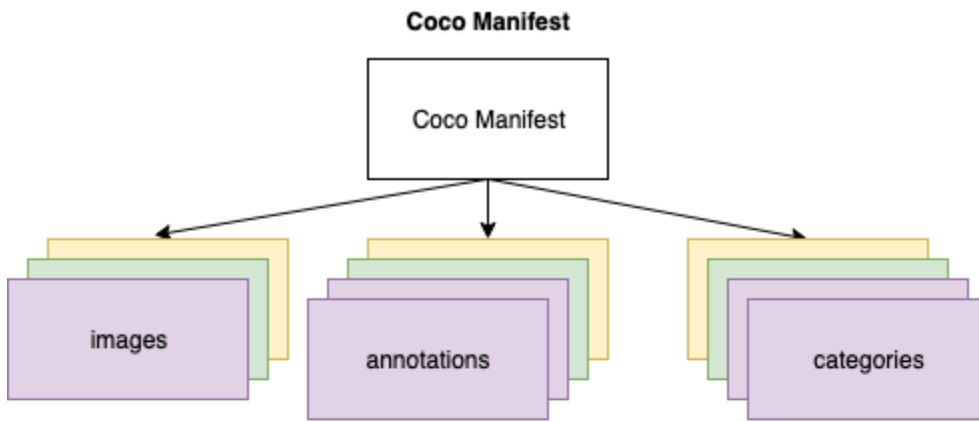 Coco Manifest
Coco Manifest
images
annotations
categories